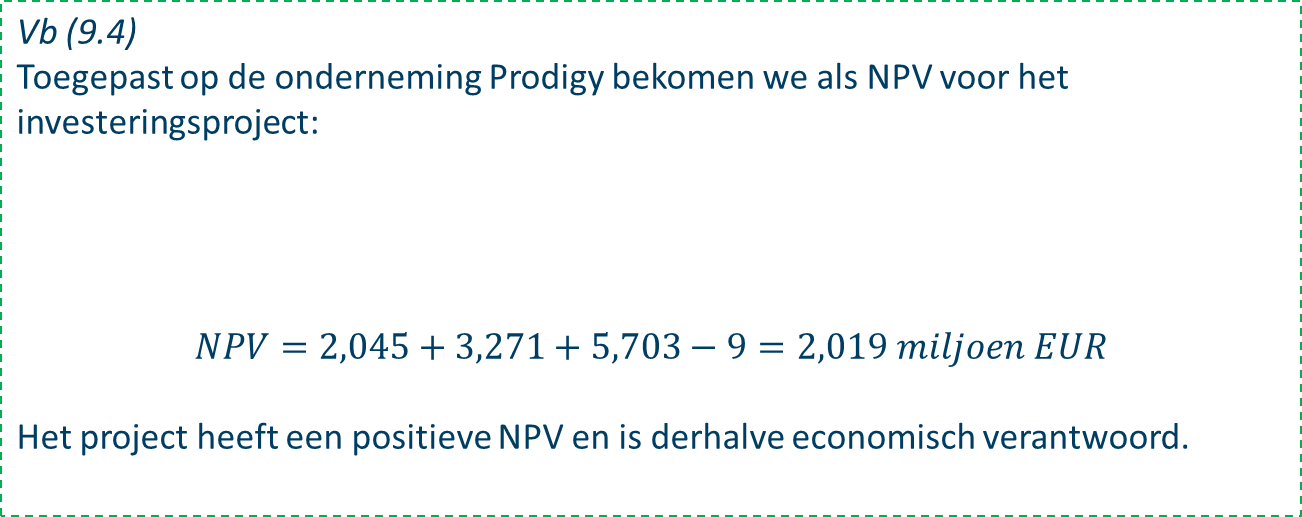 Vb (9.4)
Toegepast op de onderneming Prodigy bekomen we als NPV voor het
investeringsproject:
NPV = 2,045 + 3,271 + 5,703 − 9 = 2,019 miljoen EUR
Het project heeft een positieve NPV en is derhalve economisch verantwoord.